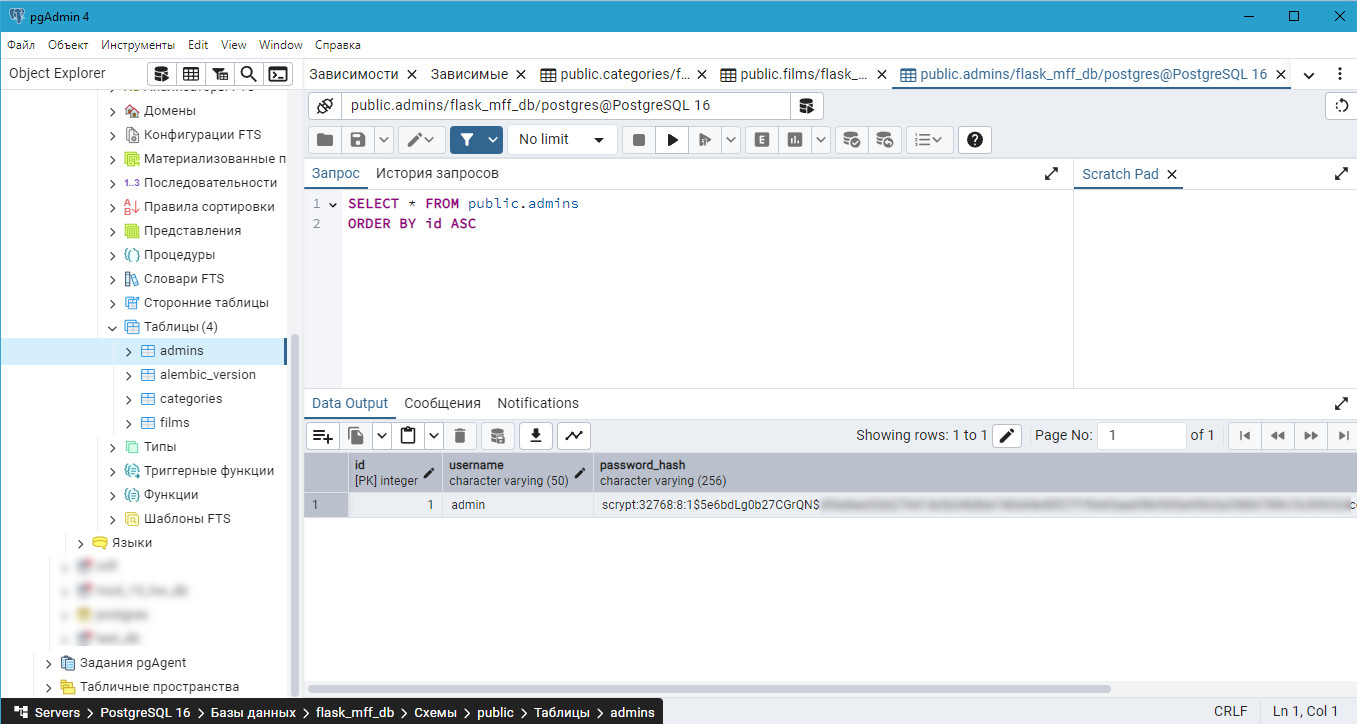 pgAdmin 4
Файл Объект Инструменты Edit View Window Справка
Object Explorer
Зависимости Зависимые public.categories/f... public.films/flask_... public.admins/flask_mff_db/postgres@PostgreSQL 16
public.admins/flask_mff_db/postgres@PostgreSQL 16
No limit
E
Запрос История запросов
Scratch Pad
1 SELECT * FROM public.admins
2 ORDER BY id ASC
Домены
Конфигурации FTS
Материализованные п
1..3 Последовательности
Правила сортировки
Представления
Процедуры
Словари FTS
Сторонние таблицы
Таблицы (4)
admins
alembic_version
categories
films
Типы
Триггерные функции
Функции
Шаблоны FTS
Языки
Задания pgAgent
Табличные пространства
Data Output Сообщения Notifications
Showing rows: 1 to 1 Page No: 1 of 1
id username password_hash
[PK] integer character varying (50) character varying (256)
1 1 admin scrypt:32768:8:1$5e6bdLg0b27CGrQN$
Servers > PostgreSQL 16 > Базы данных > flask_mff_db > Схемы > public > Таблицы > admins
CRLF Ln 1, Col 1